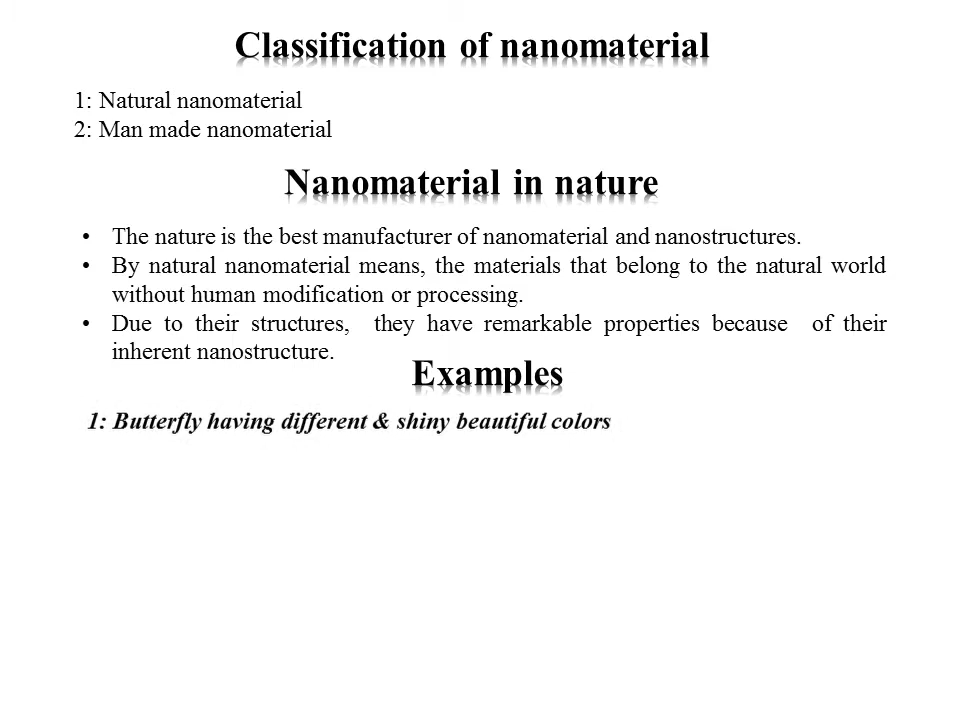 Classification of nanomaterial
1: Natural nanomaterial
2: Man made nanomaterial
Nanomaterial in nature
• The nature is the best manufacturer of nanomaterial and nanostructures.
• By natural nanomaterial means, the materials that belong to the natural world
without human modification or processing.
• Due to their structures, they have remarkable properties because of their
inherent nanostructure.
Examples
1: Butterfly having different & shiny beautiful colors